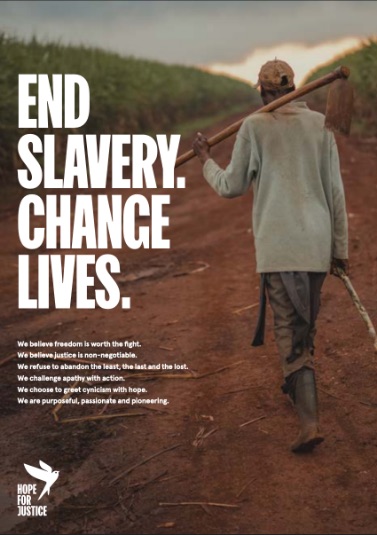 END
SLAVERY.
CHANGE
LIVES.
We believe freedom is worth the fight.
We believe justice is non-negotiable.
We refuse to abandon the least, the last and the lost.
We challenge apathy with action.
We choose to greet cynicism with hope.
We are purposeful, passionate and pioneering.
HOPE
FOR
JUSTICE